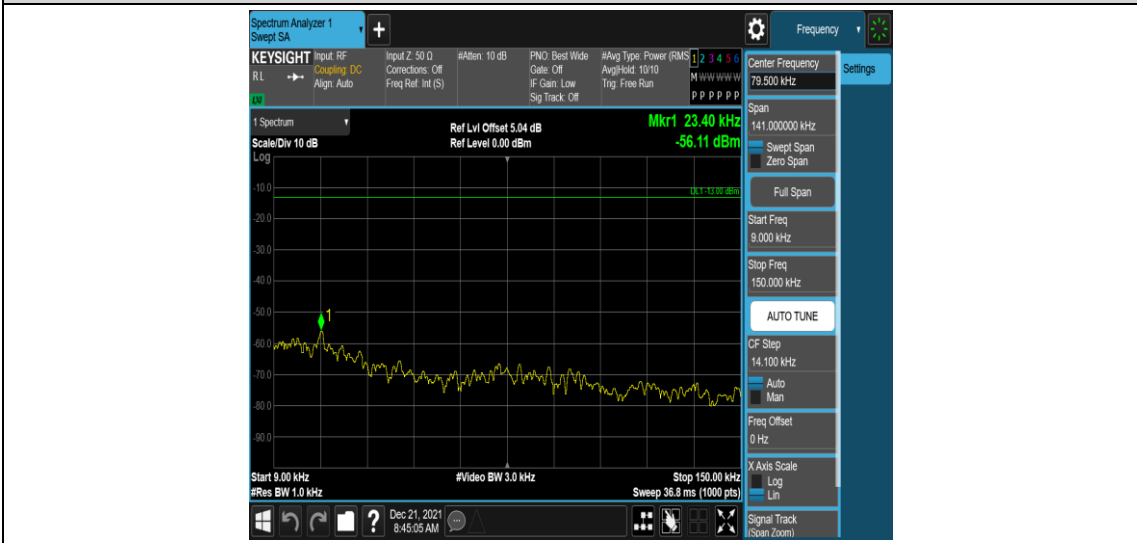 Spectrum Analyzer 1
Swept SA
+
Frequency
KEYSIGHT
RL
LXI
Input: RF
Coupling: DC
Align: Auto
Input Z: 50 Ω
Corrections: Off
Freq Ref: Int (S)
#Atten: 10 dB
PNO: Best Wide
Gate: Off
IF Gain: Low
Sig Track: Off
#Avg Type: Power (RMS
Avg|Hold: 10/10
Trig: Free Run
1 2 3 4 5 6
M W W W W W
P P P P P P
Center Frequency
79.500 kHz
Settings
Span
141.000000 kHz
Swept Span
Zero Span
Full Span
Start Freq
9.000 kHz
Stop Freq
150.000 kHz
AUTO TUNE
CF Step
14.100 kHz
Auto
Man
Freq Offset
0 Hz
X Axis Scale
Log
Lin
Signal Track
(Span Zoom)
1 Spectrum
Scale/Div 10 dB
Log
Ref Lvl Offset 5.04 dB
Ref Level 0.00 dBm
Mkr1 23.40 kHz
-56.11 dBm
DL1 -13.00 dBm
-10.0
-20.0
-30.0
-40.0
-50.0
-60.0
-70.0
-80.0
-90.0
1
Start 9.00 kHz
#Res BW 1.0 kHz
#Video BW 3.0 kHz
Stop 150.00 kHz
Sweep 36.8 ms (1000 pts)
?
Dec 21, 2021
8:45:05 AM